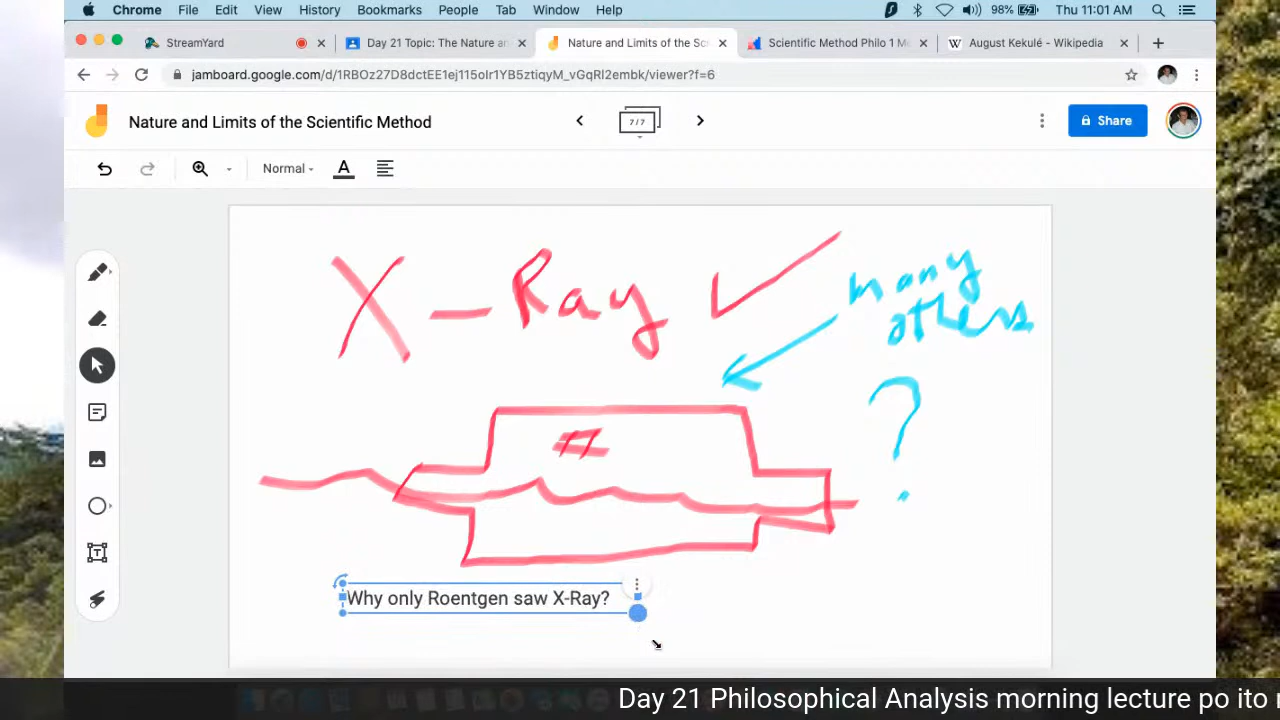 Chrome File Edit View History Bookmarks People Tab Window Help 98% Thu 11:01 AM
StreamYard Day 21 Topic: The Nature an Nature and Limits of the Sc Scientific Method Philo 1 M August Kekulé - Wikipedia
jamboard.google.com/d/1RBOz27D8dctEE1ej115oIr1YB5ztiqyM_vGqRl2embk/viewer?f=6
Nature and Limits of the Scientific Method
7/7
Share
Normal
A
X-Ray
many
others
?
Why only Roentgen saw X-Ray?
Day 21 Philosophical Analysis morning lecture po ito